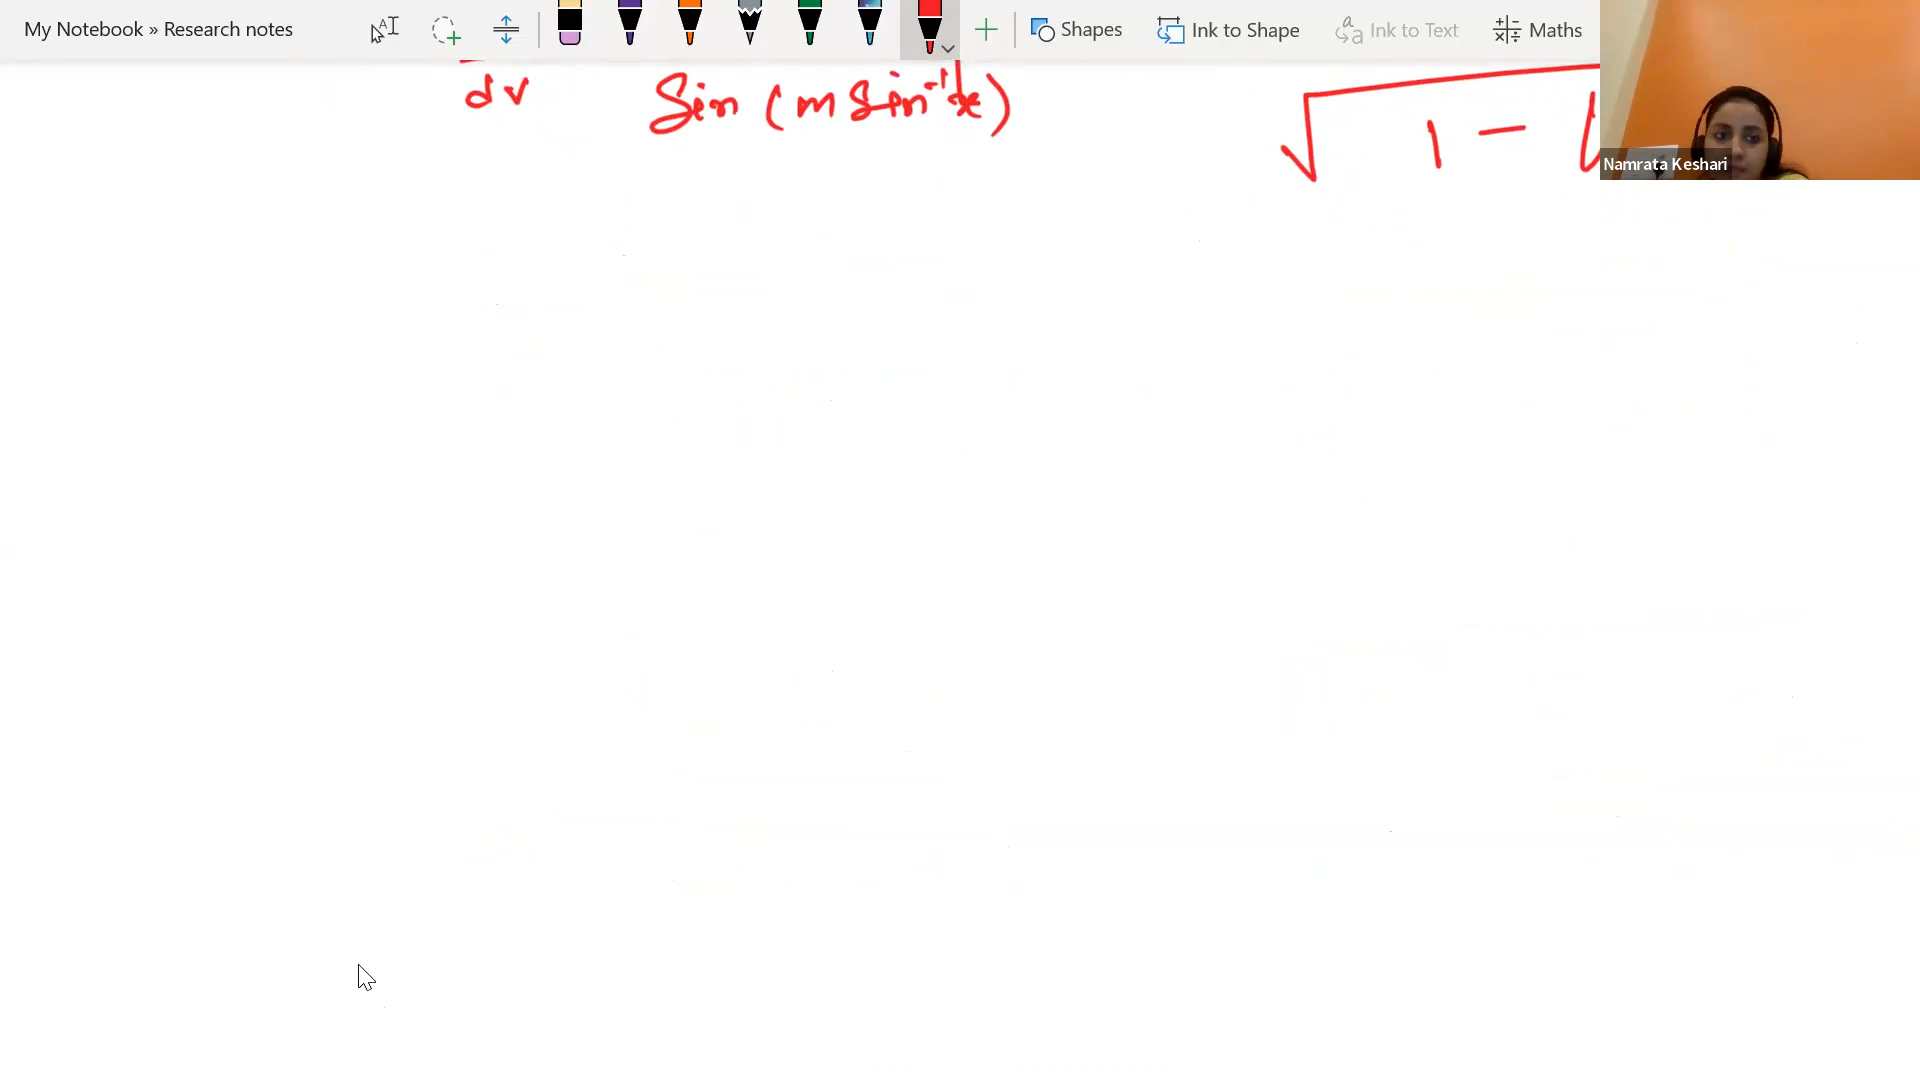 My Notebook » Research notes
Shapes Ink to Shape Ink to Text Maths
dv Sin (m Sin⁻¹x) √1 -
Namrata Keshari